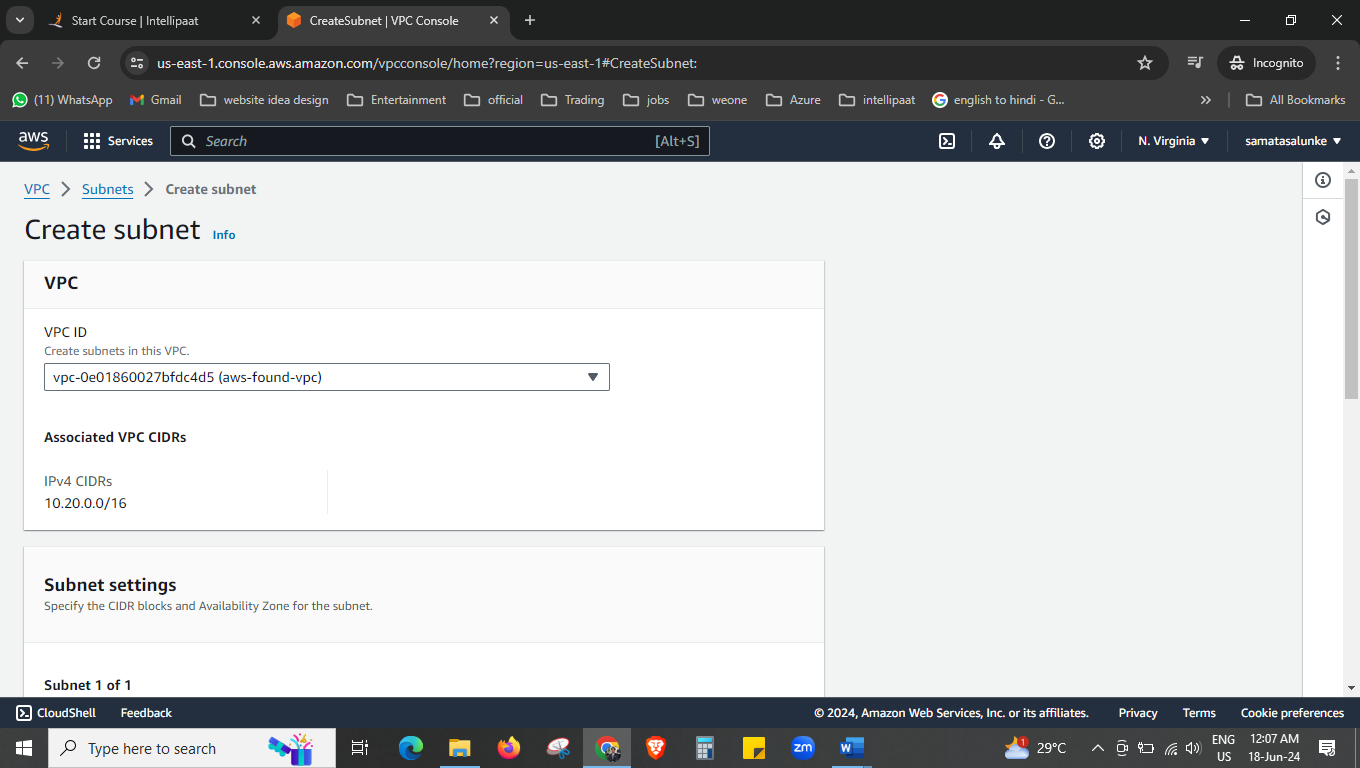 Start Course | Intellipaat
CreateSubnet | VPC Console
us-east-1.console.aws.amazon.com/vpcconsole/home?region=us-east-1#CreateSubnet:
Incognito
(11) WhatsApp
Gmail
website idea design
Entertainment
official
Trading
jobs
weone
Azure
intellipaat
english to hindi - G...
All Bookmarks
aws
Services
Search
[Alt+S]
N. Virginia
samatasalunke
VPC
Subnets
Create subnet
Create subnet Info
VPC
VPC ID
Create subnets in this VPC.
vpc-0e01860027bfdc4d5 (aws-found-vpc)
Associated VPC CIDRs
IPv4 CIDRs
10.20.0.0/16
Subnet settings
Specify the CIDR blocks and Availability Zone for the subnet.
Subnet 1 of 1
CloudShell
Feedback
© 2024, Amazon Web Services, Inc. or its affiliates.
Privacy
Terms
Cookie preferences
Type here to search
zm
W
1
29°C
ENG
US
12:07 AM
18-Jun-24